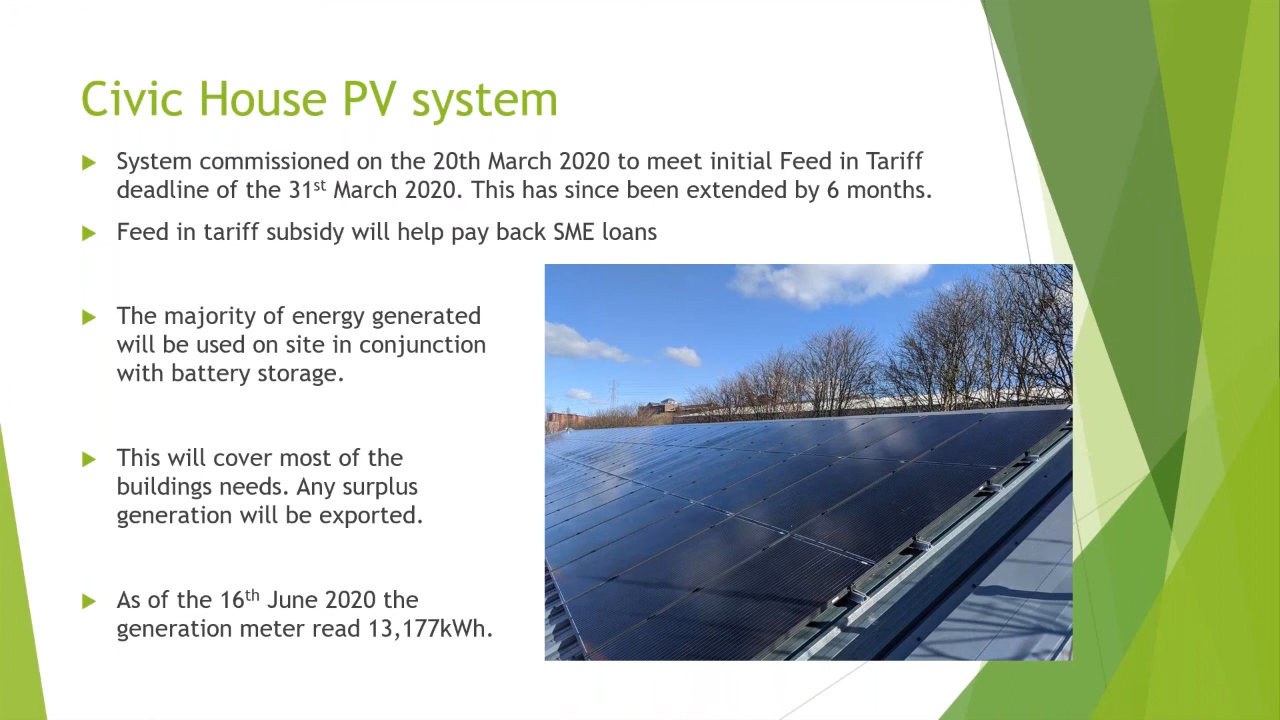 Civic House PV system
System commissioned on the 20th March 2020 to meet initial Feed in Tariff
deadline of the 31st March 2020. This has since been extended by 6 months.
Feed in tariff subsidy will help pay back SME loans
The majority of energy generated
will be used on site in conjunction
with battery storage.
This will cover most of the
buildings needs. Any surplus
generation will be exported.
As of the 16th June 2020 the
generation meter read 13,177kWh.